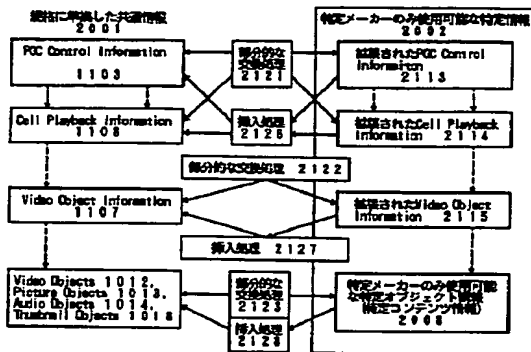 規格に準拠した共通情報
2001
特定メーカーのみ使用可能な特定情報
2002
PGC Control Information
1103
部分的な
交換処理
2121
拡張されたPGC Control
Informaiton
2113
Cell Playback Information
1108
挿入処理
2126
拡張されたCell Playback
Information 2114
部分的な交換処理 2122
Video Object Information
1107
拡張されたVideo Object
Information 2115
挿入処理 2127
Video Objects 1012,
Picture Objects 1013,
Audio Objects 1014,
Thumbnail Objects 1018
部分的な
交換処理
2123
挿入処理
2128
特定メーカーのみ使用可能
な特定オブジェクト情報
(特定コンテンツ情報)
2008